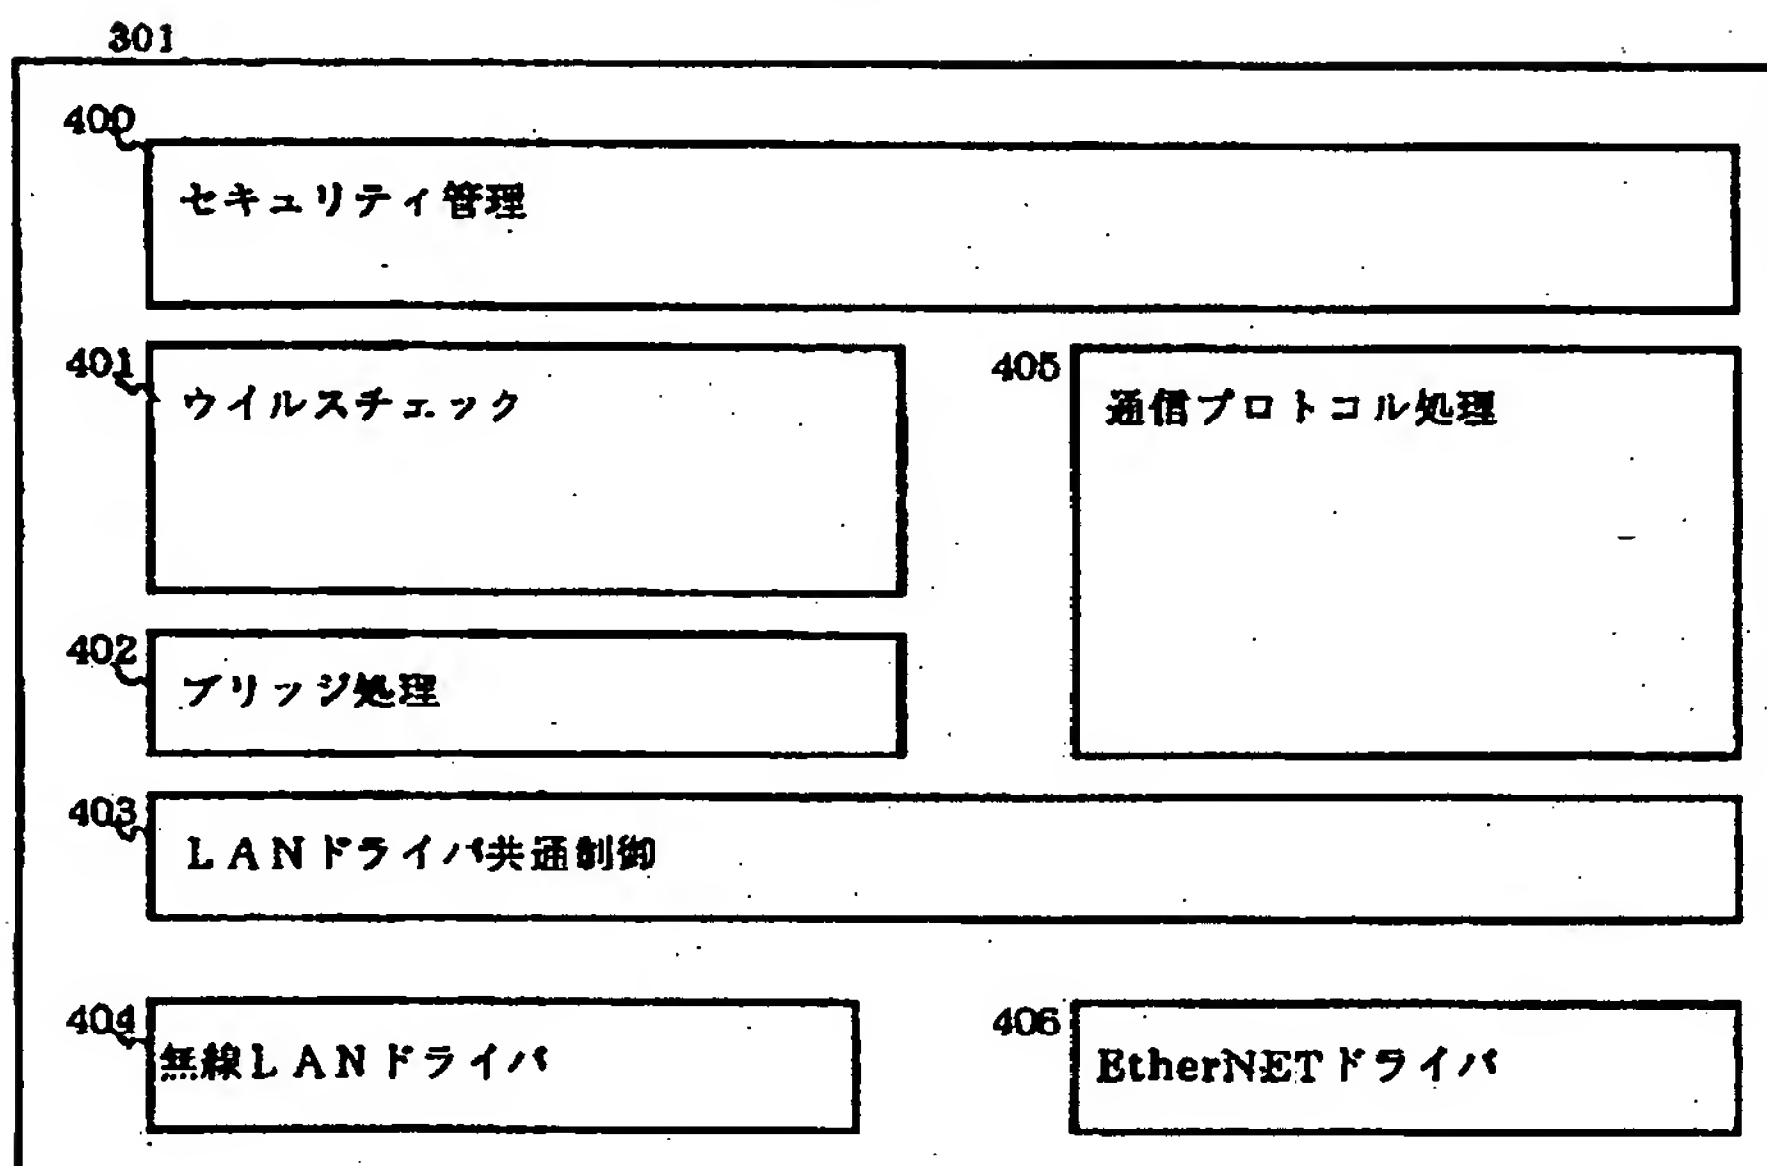 301
400
セキュリティ管理
401
ウイルスチェック
405
通信プロトコル処理
402
ブリッジ処理
403
LANドライバ共通制御
404
無線LANドライバ
406
EtherNETドライバ